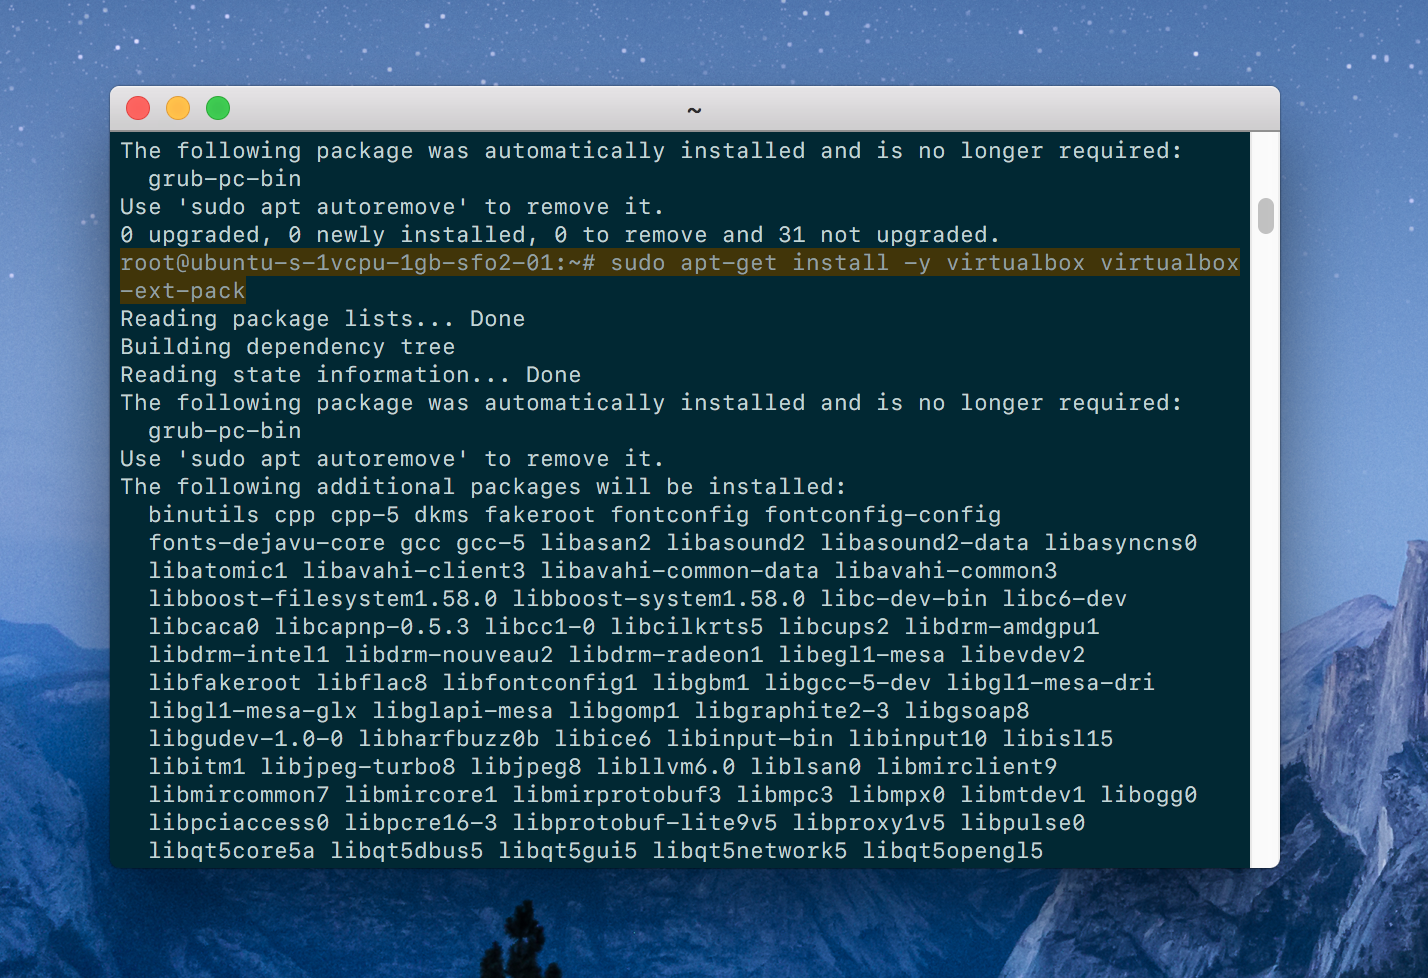 ~
The following package was automatically installed and is no longer required:
  grub-pc-bin
Use 'sudo apt autoremove' to remove it.
0 upgraded, 0 newly installed, 0 to remove and 31 not upgraded.
root@ubuntu-s-1vcpu-1gb-sfo2-01:~# sudo apt-get install -y virtualbox virtualbox
-ext-pack
Reading package lists... Done
Building dependency tree
Reading state information... Done
The following package was automatically installed and is no longer required:
  grub-pc-bin
Use 'sudo apt autoremove' to remove it.
The following additional packages will be installed:
  binutils cpp cpp-5 dkms fakeroot fontconfig fontconfig-config
  fonts-dejavu-core gcc gcc-5 libasan2 libasound2 libasound2-data libasyncns0
  libatomic1 libavahi-client3 libavahi-common-data libavahi-common3
  libboost-filesystem1.58.0 libboost-system1.58.0 libc-dev-bin libc6-dev
  libcaca0 libcapnp-0.5.3 libcc1-0 libcilkrts5 libcups2 libdrm-amdgpu1
  libdrm-intel1 libdrm-nouveau2 libdrm-radeon1 libegl1-mesa libevdev2
  libfakeroot libflac8 libfontconfig1 libgbm1 libgcc-5-dev libgl1-mesa-dri
  libgl1-mesa-glx libglapi-mesa libgomp1 libgraphite2-3 libgsoap8
  libgudev-1.0-0 libharfbuzz0b libice6 libinput-bin libinput10 libisl15
  libitm1 libjpeg-turbo8 libjpeg8 libllvm6.0 liblsan0 libmirclient9
  libmircommon7 libmircore1 libmirprotobuf3 libmpc3 libmpx0 libmtdev1 libogg0
  libpciaccess0 libpcre16-3 libprotobuf-lite9v5 libproxy1v5 libpulse0
  libqt5core5a libqt5dbus5 libqt5gui5 libqt5network5 libqt5opengl5